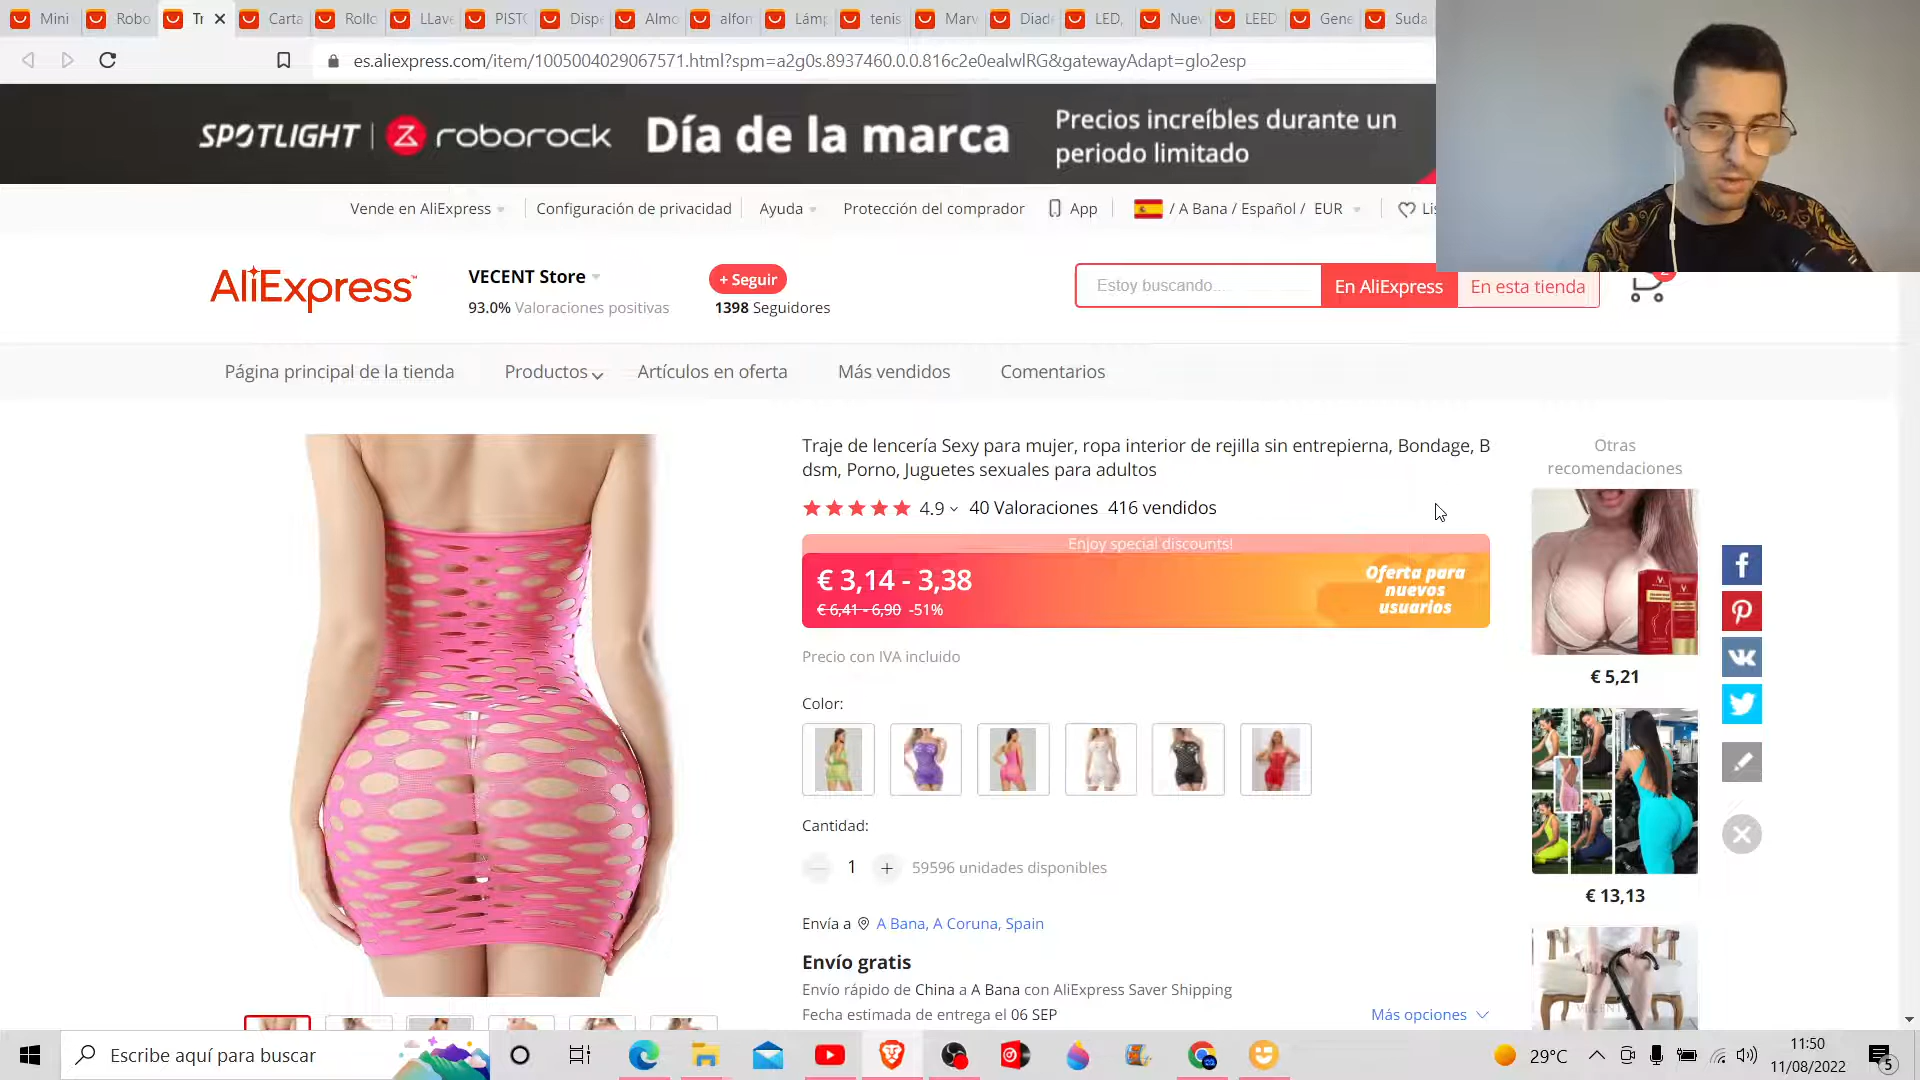 Mini
Robo
Tr
Carta
Rollo
LLave
PISTO
Dispe
Almo
alfon
Lámp
tenis
Marv
Diade
LED,
Nuev
LEED
Gene
Suda
es.aliexpress.com/item/1005004029067571.html?spm=a2g0s.8937460.0.0.816c2e0ealwlRG&gatewayAdapt=glo2esp
SPOTLIGHT | roborock Día de la marca
Precios increíbles durante un
periodo limitado
Vende en AliExpress
Configuración de privacidad
Ayuda
Protección del comprador
App
/ A Bana / Español / EUR
Lis
AliExpress
VECENT Store
93.0% Valoraciones positivas
+ Seguir
1398 Seguidores
Estoy buscando....
En AliExpress
En esta tienda
Página principal de la tienda
Productos
Artículos en oferta
Más vendidos
Comentarios
Traje de lencería Sexy para mujer, ropa interior de rejilla sin entrepierna, Bondage, B
dsm, Porno, Juguetes sexuales para adultos
4.9 40 Valoraciones 416 vendidos
Enjoy special discounts!
€ 3,14 - 3,38
€ 6,41 - 6,90 -51%
Oferta para
nuevos
usuarios
Precio con IVA incluido
Color:
Cantidad:
1 + 59596 unidades disponibles
Envía a A Bana, A Coruna, Spain
Envío gratis
Envío rápido de China a A Bana con AliExpress Saver Shipping
Fecha estimada de entrega el 06 SEP
Más opciones
Otras
recomendaciones
€ 5,21
€ 13,13
Escribe aquí para buscar
29°C
11:50
11/08/2022
5